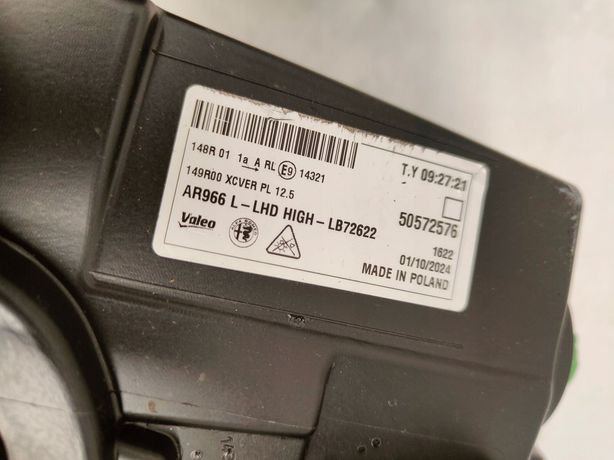 148R 01 1a A RL E9 14321
T.Y 09:27:21
149R00 XCVER PL 12.5
AR966 L-LHD HIGH-LB72622
50572576
Valeo
1622
01/10/2024
MADE IN POLAND